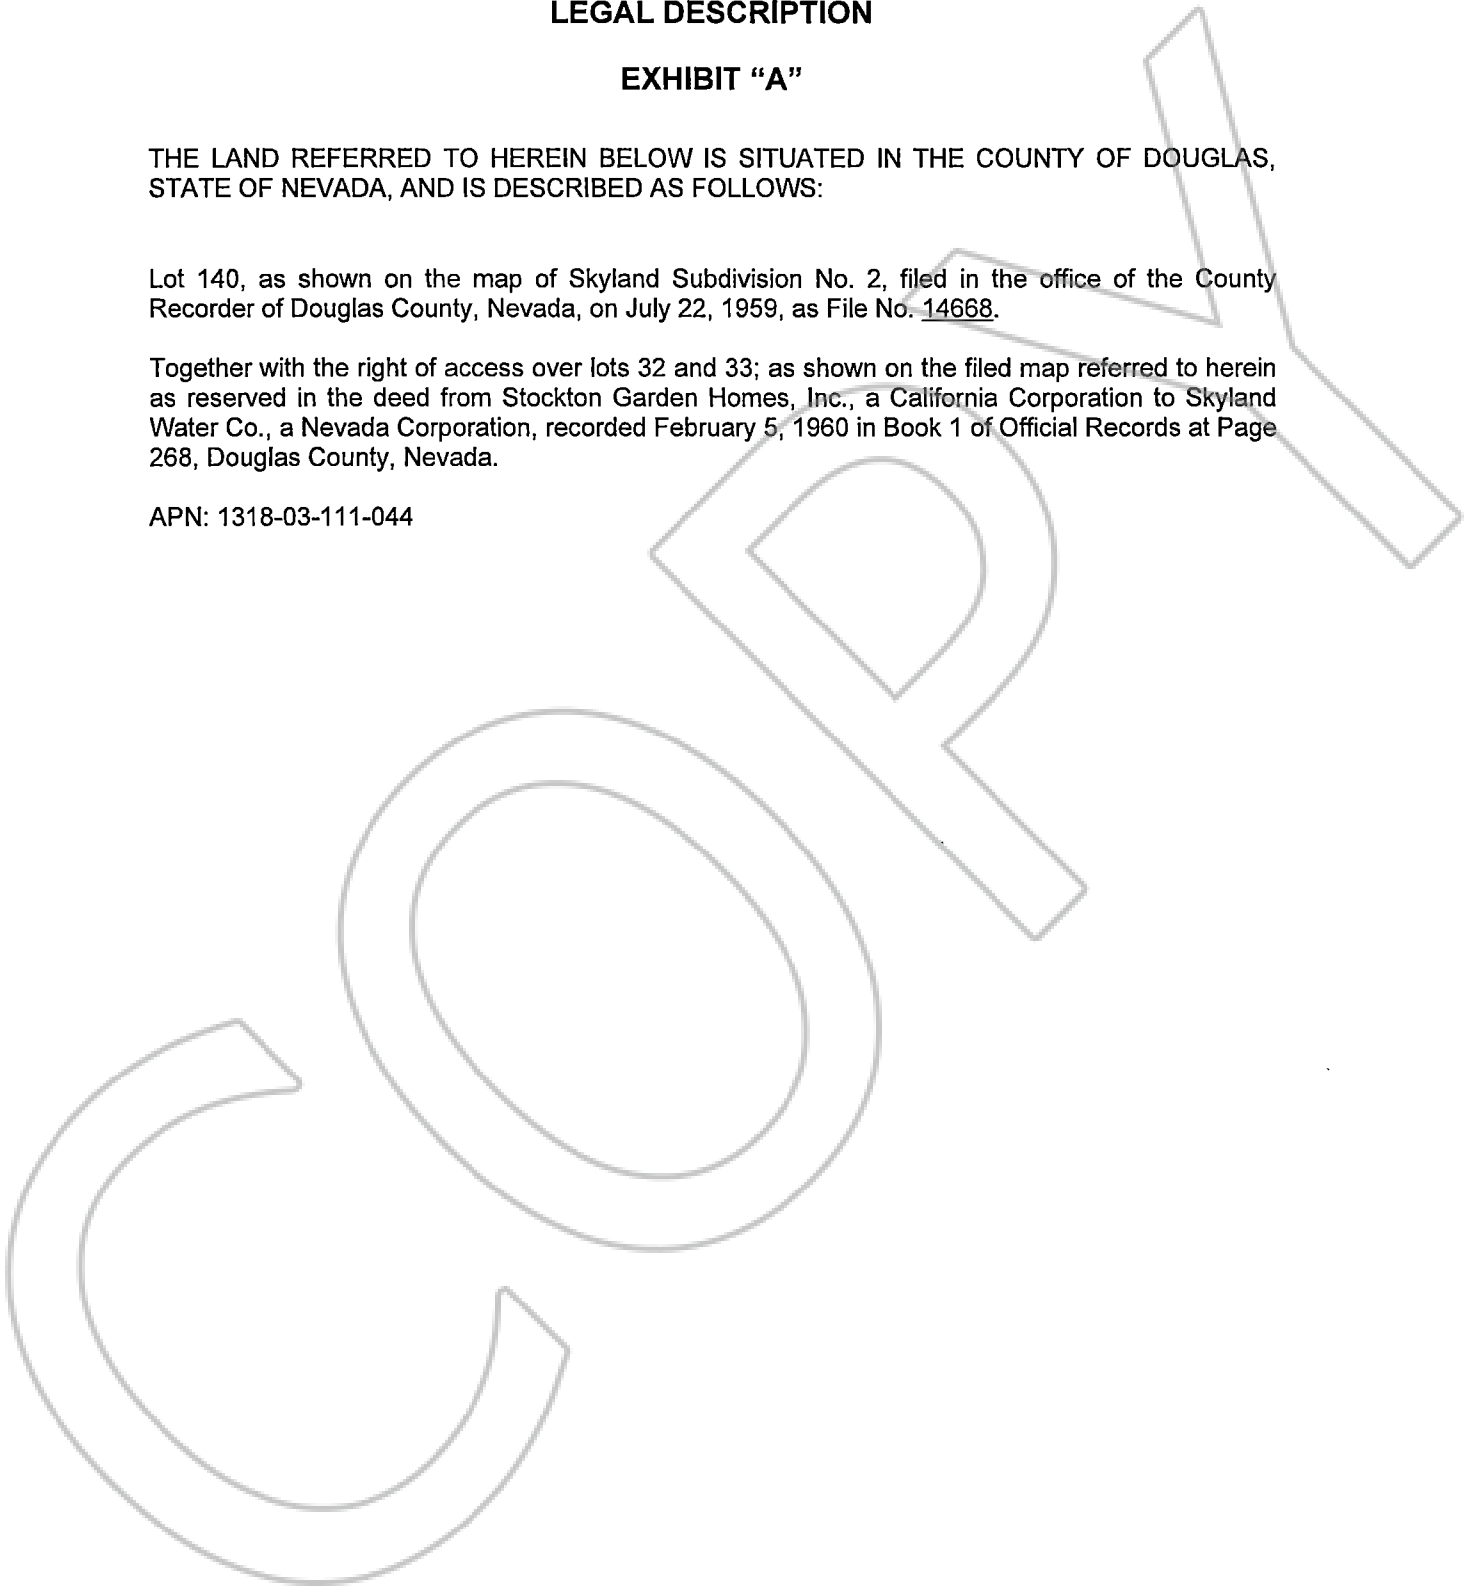 LEGAL DESCRIPTION
EXHIBIT “A”
THE LAND REFERRED TO HEREIN BELOW IS SITUATED IN THE COUNTY OF DOUGLAS,
STATE OF NEVADA, AND IS DESCRIBED AS FOLLOWS:
Lot 140, as shown on the map of Skyland Subdivision No. 2, filed in the office of the County
Recorder of Douglas County, Nevada, on July 22, 1959, as File No. 14668.
Together with the right of access over lots 32 and 33; as shown on the filed map referred to herein
as reserved in the deed from Stockton Garden Homes, Inc., a California Corporation to Skyland
Water Co., a Nevada Corporation, recorded February 5, 1960 in Book 1 of Official Records at Page
268, Douglas County, Nevada.
APN: 1318-03-111-044
COPY